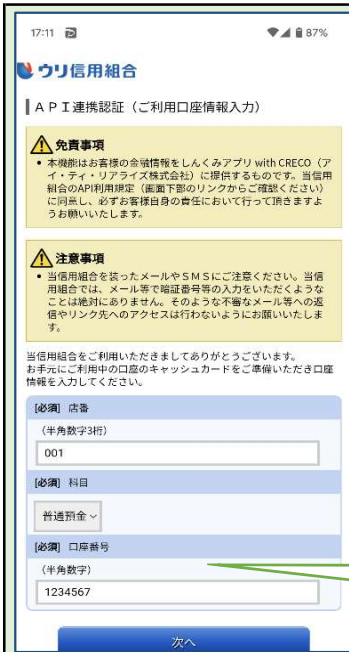 17:11 87%
ウリ信用組合
ＡＰＩ連携認証（ご利用口座情報入力）
免責事項
• 本機能はお客様の金融情報をしんくみアプリ with CRECO（ア
イ・ティ・リアライズ株式会社）に提供するものです。当信用
組合のAPI利用規定（画面下部のリンクからご確認ください）
に同意し、必ずお客様自身の責任において行って頂きますよ
うお願いいたします。
注意事項
• 当信用組合を装ったメールやＳＭＳにご注意ください。当信
用組合では、メール等で暗証番号等の入力をいただくような
ことは絶対にありません。そのような不審なメール等への返
信やリンク先へのアクセスは行わないようにお願いいたしま
す。
当信用組合をご利用いただきましてありがとうございます。
お手元にご利用中の口座のキャッシュカードをご準備いただき口座
情報を入力してください。
[必須] 店番
（半角数字3桁）
001
[必須] 科目
普通預金
[必須] 口座番号
（半角数字）
1234567
次へ